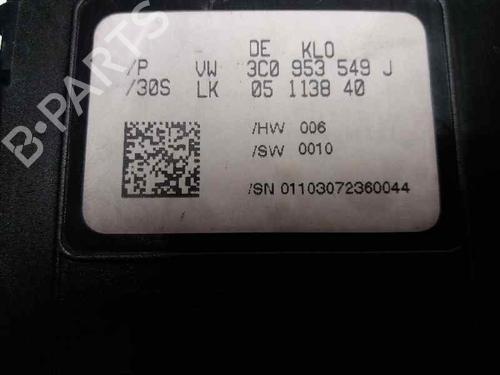 DE KLO
/P VW 3C0 953 549 J
/30S LK 05 1138 40
/HW 006
/SW 0010
/SN 01103072360044
B-PARTS